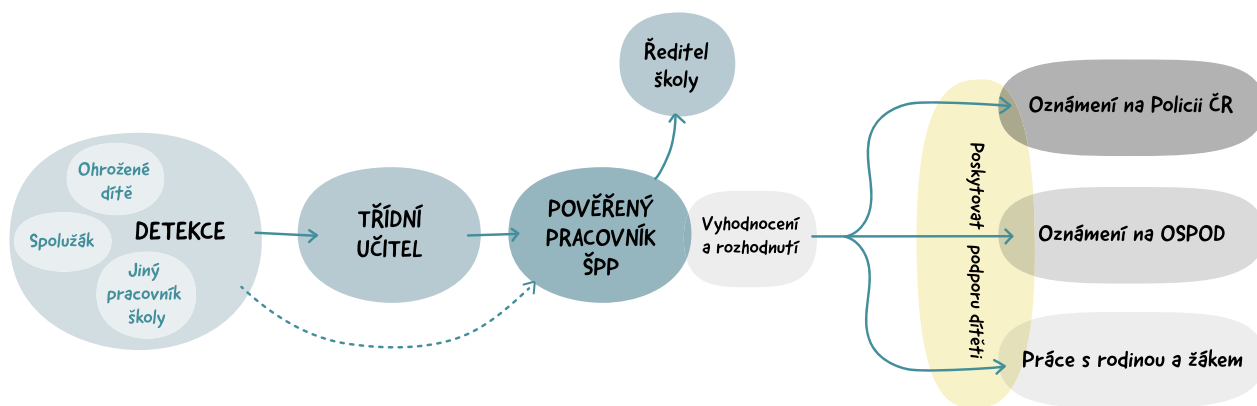 Ohrožené
dítě
Spolužák
DETEKCE
Jiný
pracovník
školy
TŘÍDNÍ
UČITEL
POVĚŘENÝ
PRACOVNÍK
ŠPP
Ředitel
školy
Vyhodnocení
a rozhodnutí
Poskytovat podporu dítěti
Oznámení na Policii ČR
Oznámení na OSPOD
Práce s rodinou a žákem